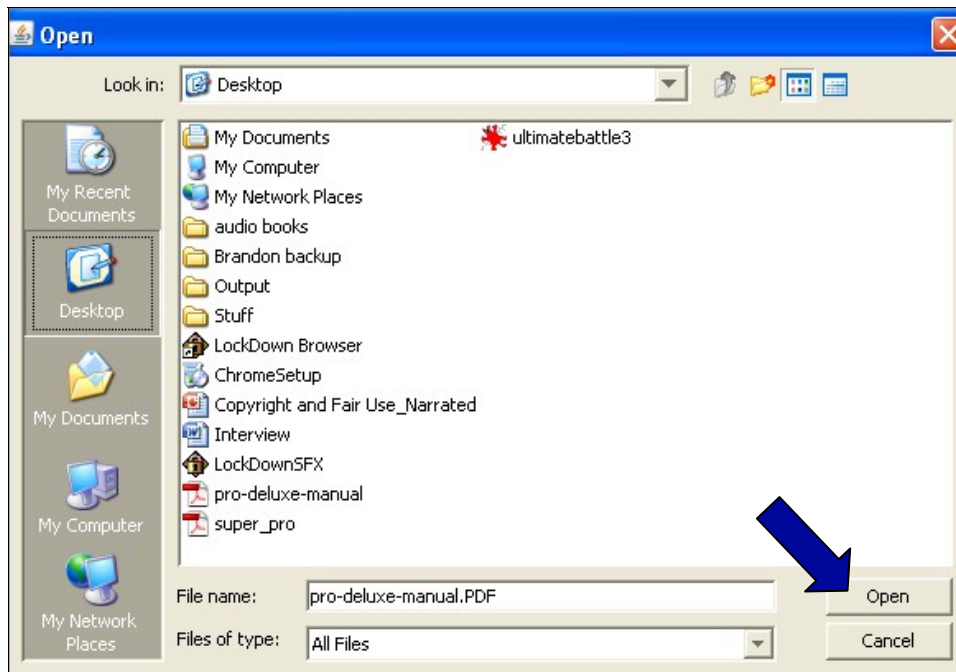 Open
Look in:
Desktop
My Recent
Documents
Desktop
My Documents
My Computer
My Network
Places
My Documents
My Computer
My Network Places
audio books
Brandon backup
Output
Stuff
LockDown Browser
ChromeSetup
Copyright and Fair Use_Narrated
Interview
LockDownSFX
pro-deluxe-manual
super_pro
ultimatebattle3
File name:
pro-deluxe-manual.PDF
Open
Files of type:
All Files
Cancel